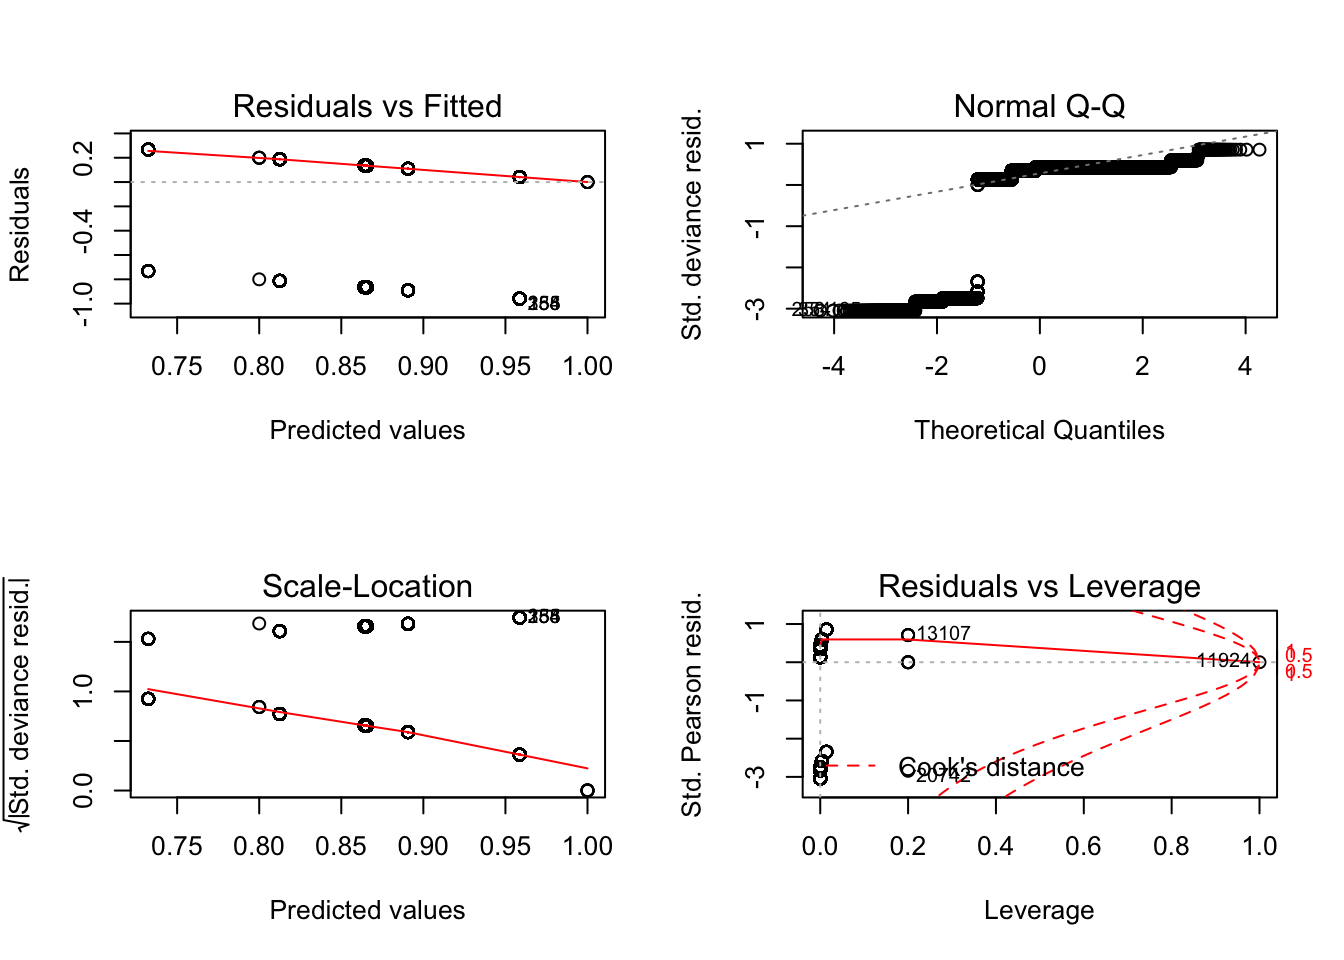 Residuals vs Fitted
Residuals
0.2
-0.4
-1.0
0.75 0.80 0.85 0.90 0.95 1.00
Predicted values
Normal Q-Q
Std. deviance resid.
1
-1
-3
-4 -2 0 2 4
Theoretical Quantiles
Scale-Location
√|Std. deviance resid.|
1.0
0.0
0.75 0.80 0.85 0.90 0.95 1.00
Predicted values
Residuals vs Leverage
Std. Pearson resid.
1
-1
-3
13107
11924
20742
Cook's distance
1
0.5
0.5
1
0.0 0.2 0.4 0.6 0.8 1.0
Leverage